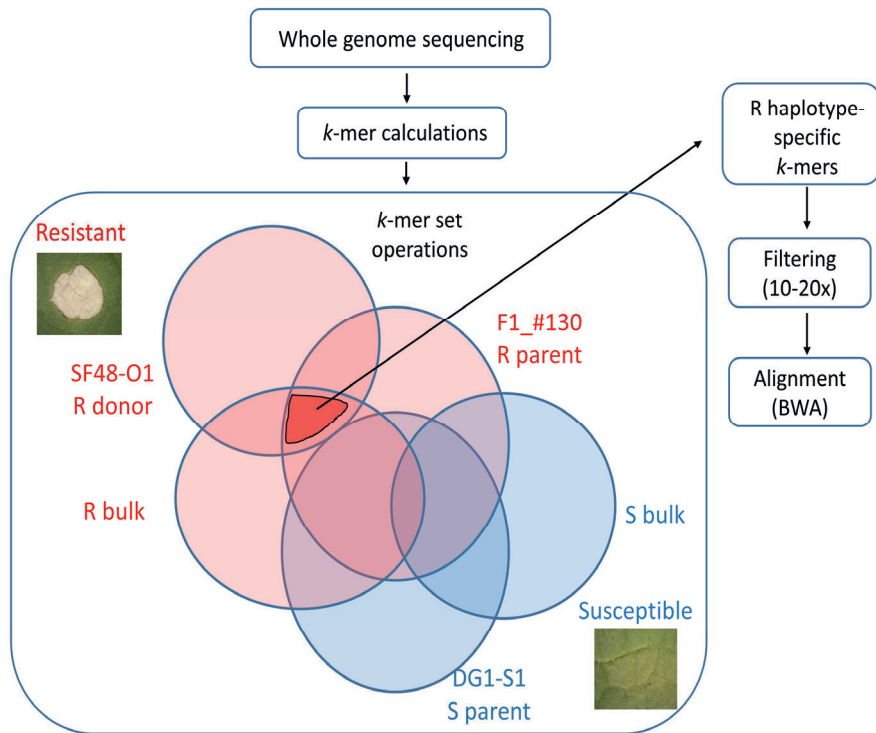 Whole genome sequencing
k-mer calculations
k-mer set
operations
Resistant
SF48-O1
R donor
F1_#130
R parent
R bulk
S bulk
Susceptible
DG1-S1
S parent
R haplotype-
specific
k-mers
Filtering
(10-20x)
Alignment
(BWA)